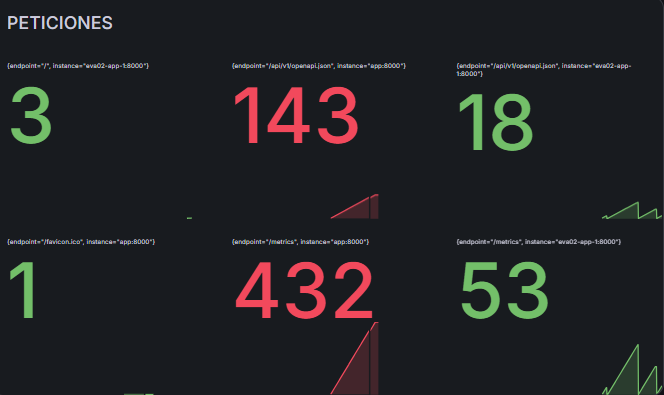 PETICIONES
{endpoint="/", instance="eva02-app-1:8000"}
{endpoint="/api/v1/openapi.json", instance="app:8000"}
{endpoint="/api/v1/openapi.json", instance="eva02-app-
1:8000"}
3
143
18
{endpoint="/favicon.ico", instance="app:8000"}
{endpoint="/metrics", instance="app:8000"}
{endpoint="/metrics", instance="eva02-app-1:8000"}
1
432
53